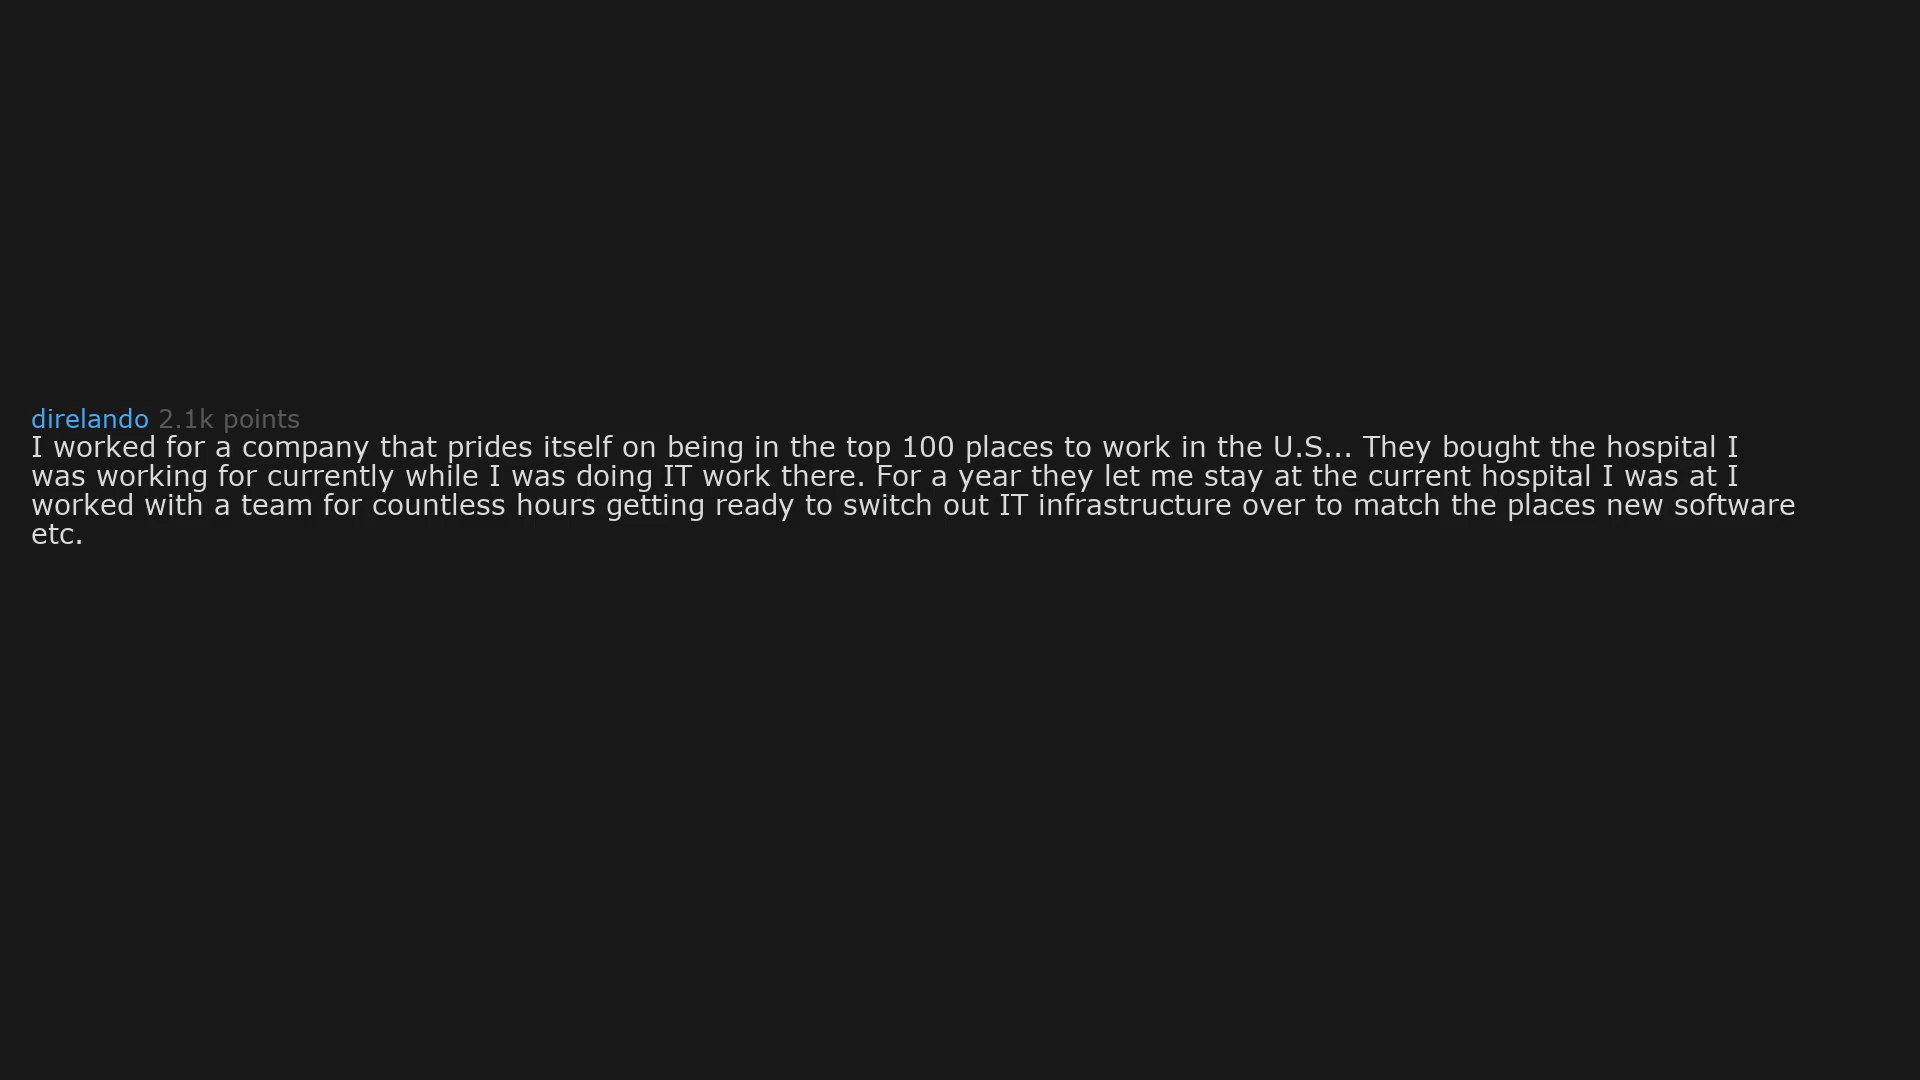 direlando 2.1k points
I worked for a company that prides itself on being in the top 100 places to work in the U.S... They bought the hospital I
was working for currently while I was doing IT work there. For a year they let me stay at the current hospital I was at I
worked with a team for countless hours getting ready to switch out IT infrastructure over to match the places new software
etc.